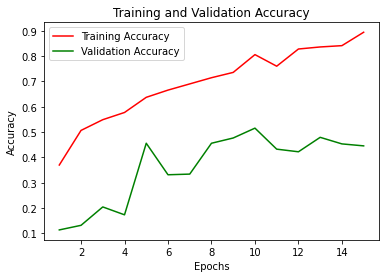 Training and Validation Accuracy
Training Accuracy
Validation Accuracy
Accuracy
0.9
0.8
0.7
0.6
0.5
0.4
0.3
0.2
0.1
2 4 6 8 10 12 14
Epochs